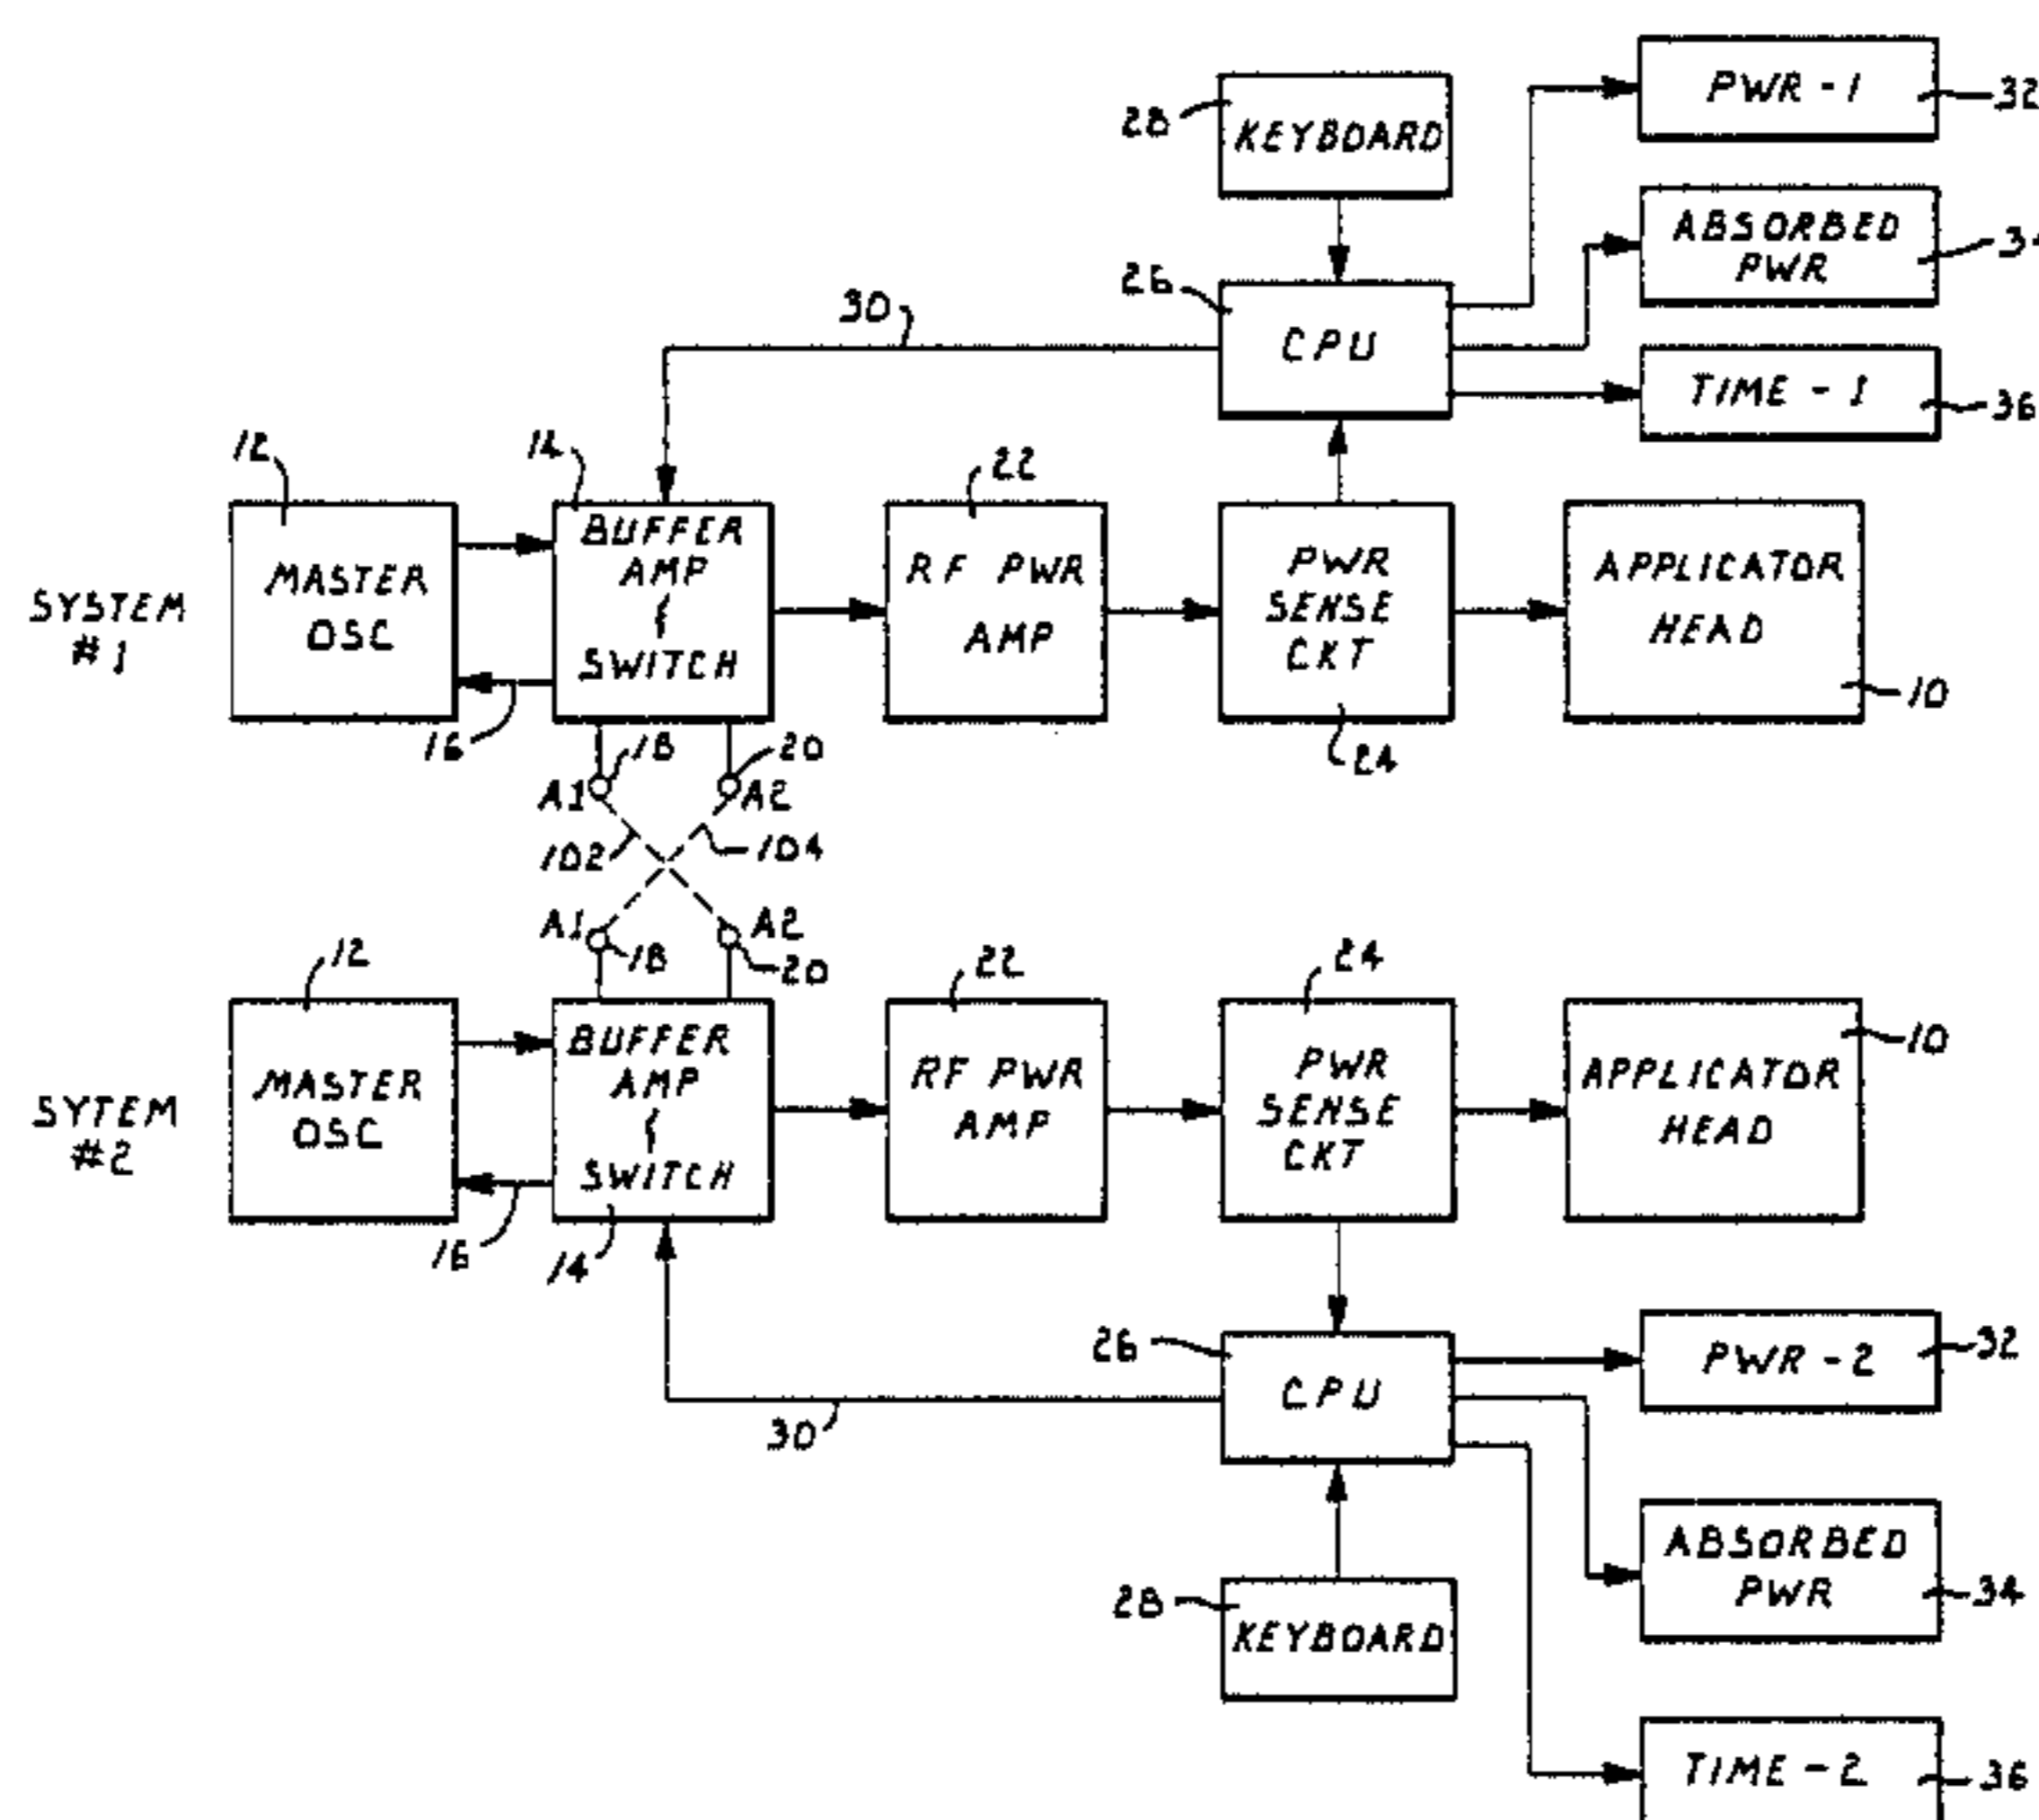 PWR - 1
32
28
KEYBOARD
ABSORBED
PWR
26
30
CPU
TIME - 1
36
12
14
22
SYSTEM
#1
MASTER
OSC
BUFFER
AMP
&
SWITCH
RF PWR
AMP
PWR
SENSE
CKT
APPLICATOR
HEAD
10
16
18
20
24
A1
A2
102
104
A1
A2
18
20
12
22
24
10
SYTEM
#2
MASTER
OSC
BUFFER
AMP
&
SWITCH
RF PWR
AMP
PWR
SENSE
CKT
APPLICATOR
HEAD
16
14
26
CPU
PWR - 2
32
30
ABSORBED
PWR
34
28
KEYBOARD
TIME - 2
36